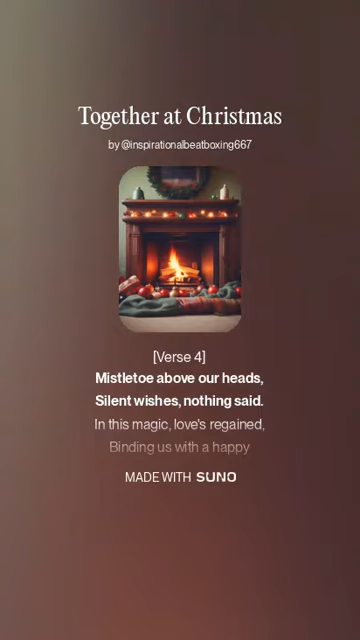 Together at Christmas
by @inspirationalbeatboxing667
[Verse 4]
Mistletoe above our heads,
Silent wishes, nothing said.
In this magic, love's regained,
Binding us with a happy
MADE WITH SUNO